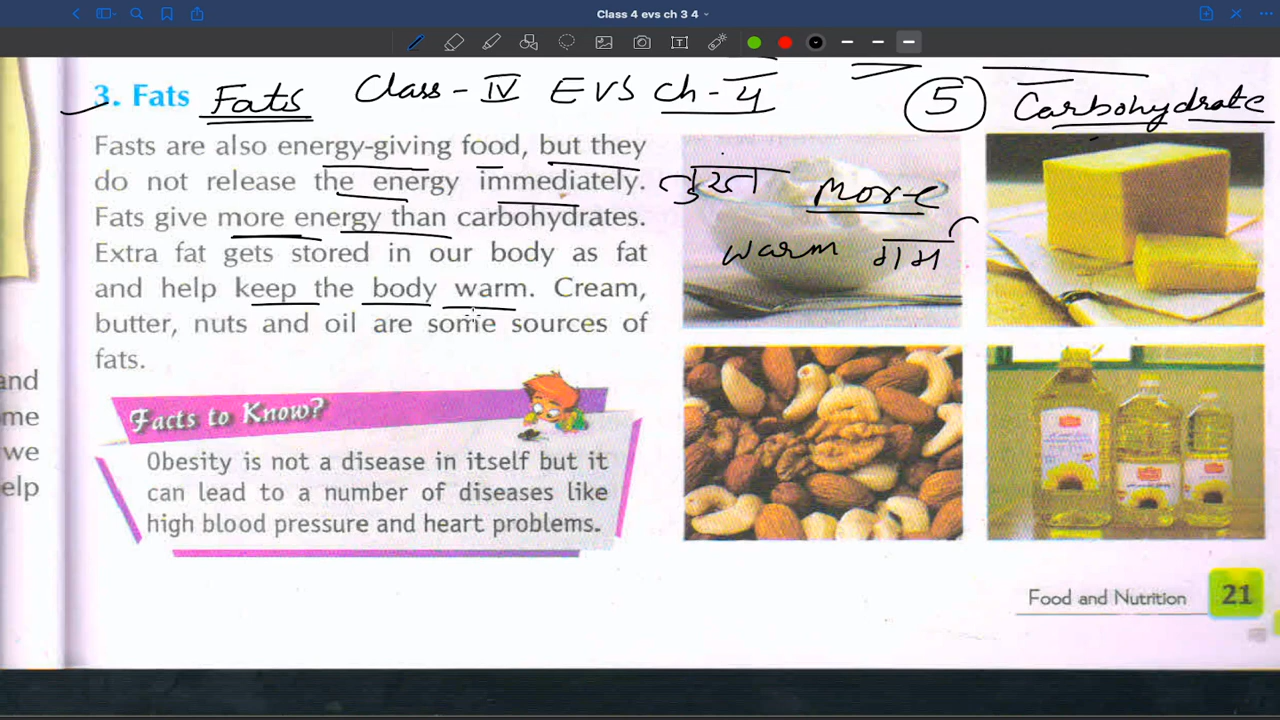 Class 4 evs ch 3 4
3. Fats Fats Class - IV EVS ch - 4 5 Carbohydrate
Fasts are also energy-giving food, but they
do not release the energy immediately.
Fats give more energy than carbohydrates.
Extra fat gets stored in our body as fat
and help keep the body warm. Cream,
butter, nuts and oil are some sources of
fats.
तुरन्त more
warm गर्म
Facts to Know?
Obesity is not a disease in itself but it
can lead to a number of diseases like
high blood pressure and heart problems.
and
me
we
elp
Food and Nutrition 21